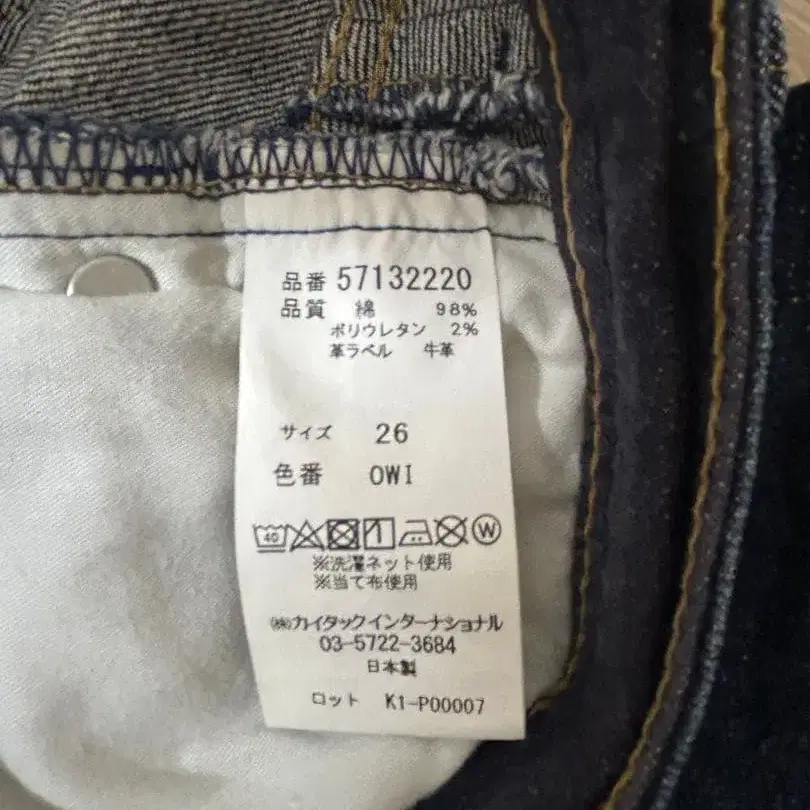 品番 57132220
品質 綿 98%
ポリウレタン 2%
革ラベル 牛革
サイズ 26
色番 OWI
40 W
※洗濯ネット使用
※当て布使用
㈱カイタックインターナショナル
03-5722-3684
日本製
ロット K1-P00007